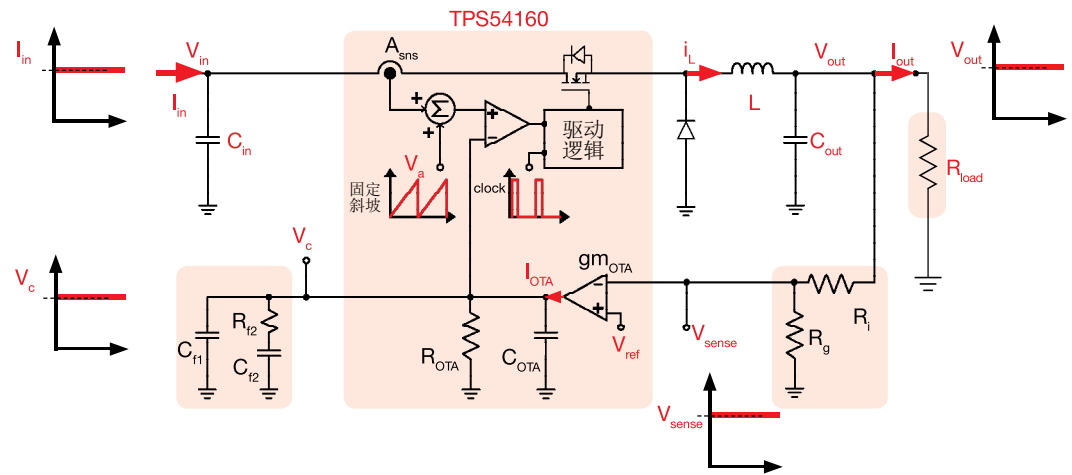 TPS54160
Iin
Vin
Iin
Cin
Asns
Σ
+
+
+
−
驱动
逻辑
Va
固定
斜坡
clock
iL
L
Vout
Iout
Cout
Rload
Vout
Vc
Vc
Cf1
Rf2
Cf2
IOTA
gmOTA
−
+
Vref
ROTA
COTA
Vsense
Ri
Rg
Vsense